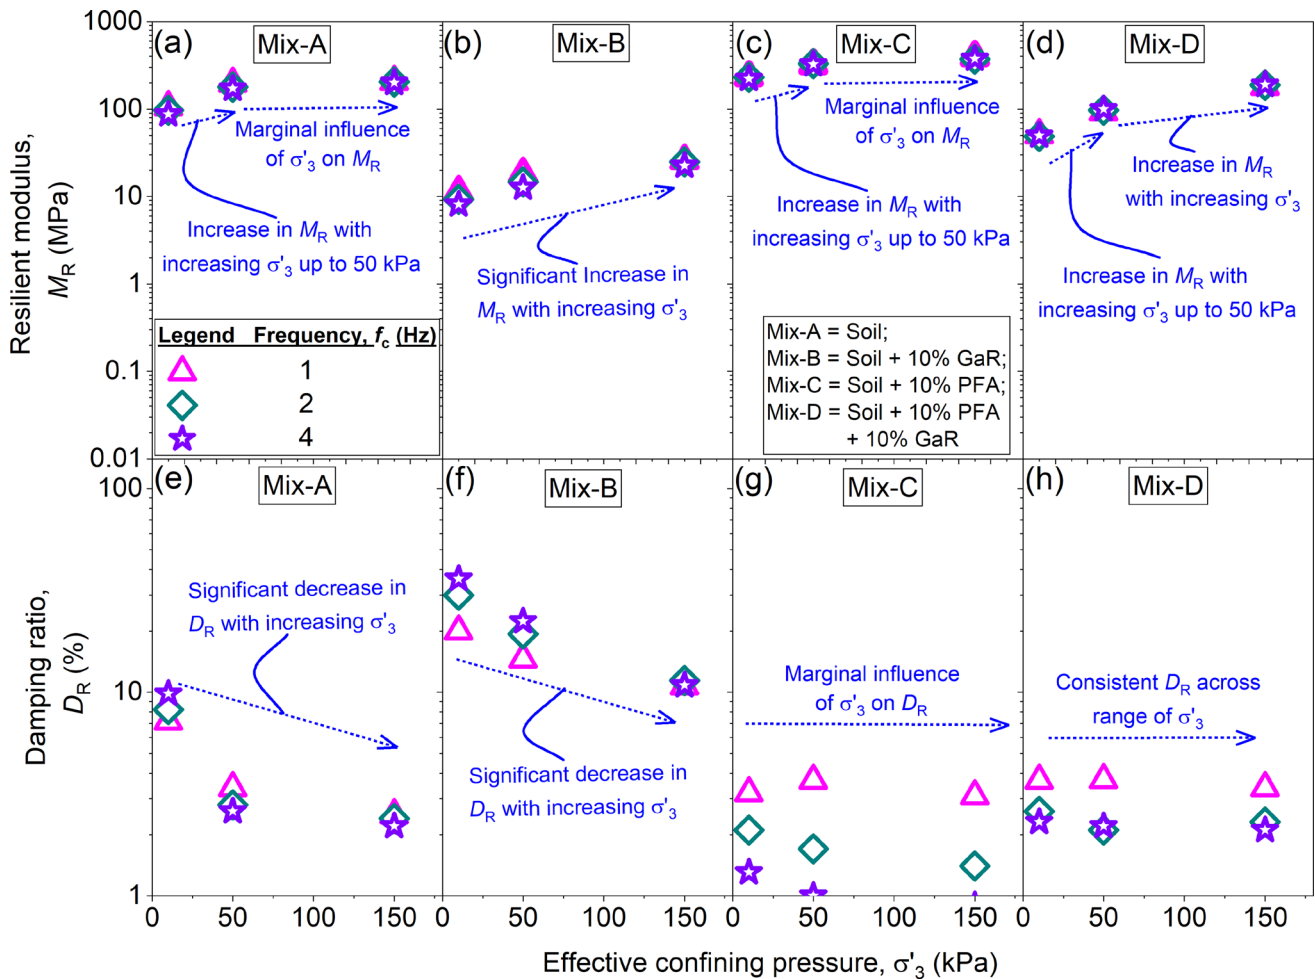 Resilient modulus,
M_R (MPa)
1000
100
10
1
0.1
0.01
(a)
Mix-A
Marginal influence
of σ'3 on MR
Increase in MR with
increasing σ'3 up to 50 kPa
Legend Frequency, fc (Hz)
1
2
4
(b)
Mix-B
Significant Increase in
MR with increasing σ'3
(c)
Mix-C
Marginal influence
of σ'3 on MR
Increase in MR with
increasing σ'3 up to 50 kPa
Mix-A = Soil;
Mix-B = Soil + 10% GaR;
Mix-C = Soil + 10% PFA;
Mix-D = Soil + 10% PFA
+ 10% GaR
(d)
Mix-D
Increase in MR
with increasing σ'3
Increase in MR with
increasing σ'3 up to 50 kPa
Damping ratio,
DR (%)
100
10
1
(e)
Mix-A
Significant decrease in
DR with increasing σ'3
(f)
Mix-B
Significant decrease in
DR with increasing σ'3
(g)
Mix-C
Marginal influence
of σ'3 on DR
(h)
Mix-D
Consistent DR across
range of σ'3
0 50 100 150 0 50 100 150 0 50 100 150 0 50 100 150
Effective confining pressure, σ'3 (kPa)